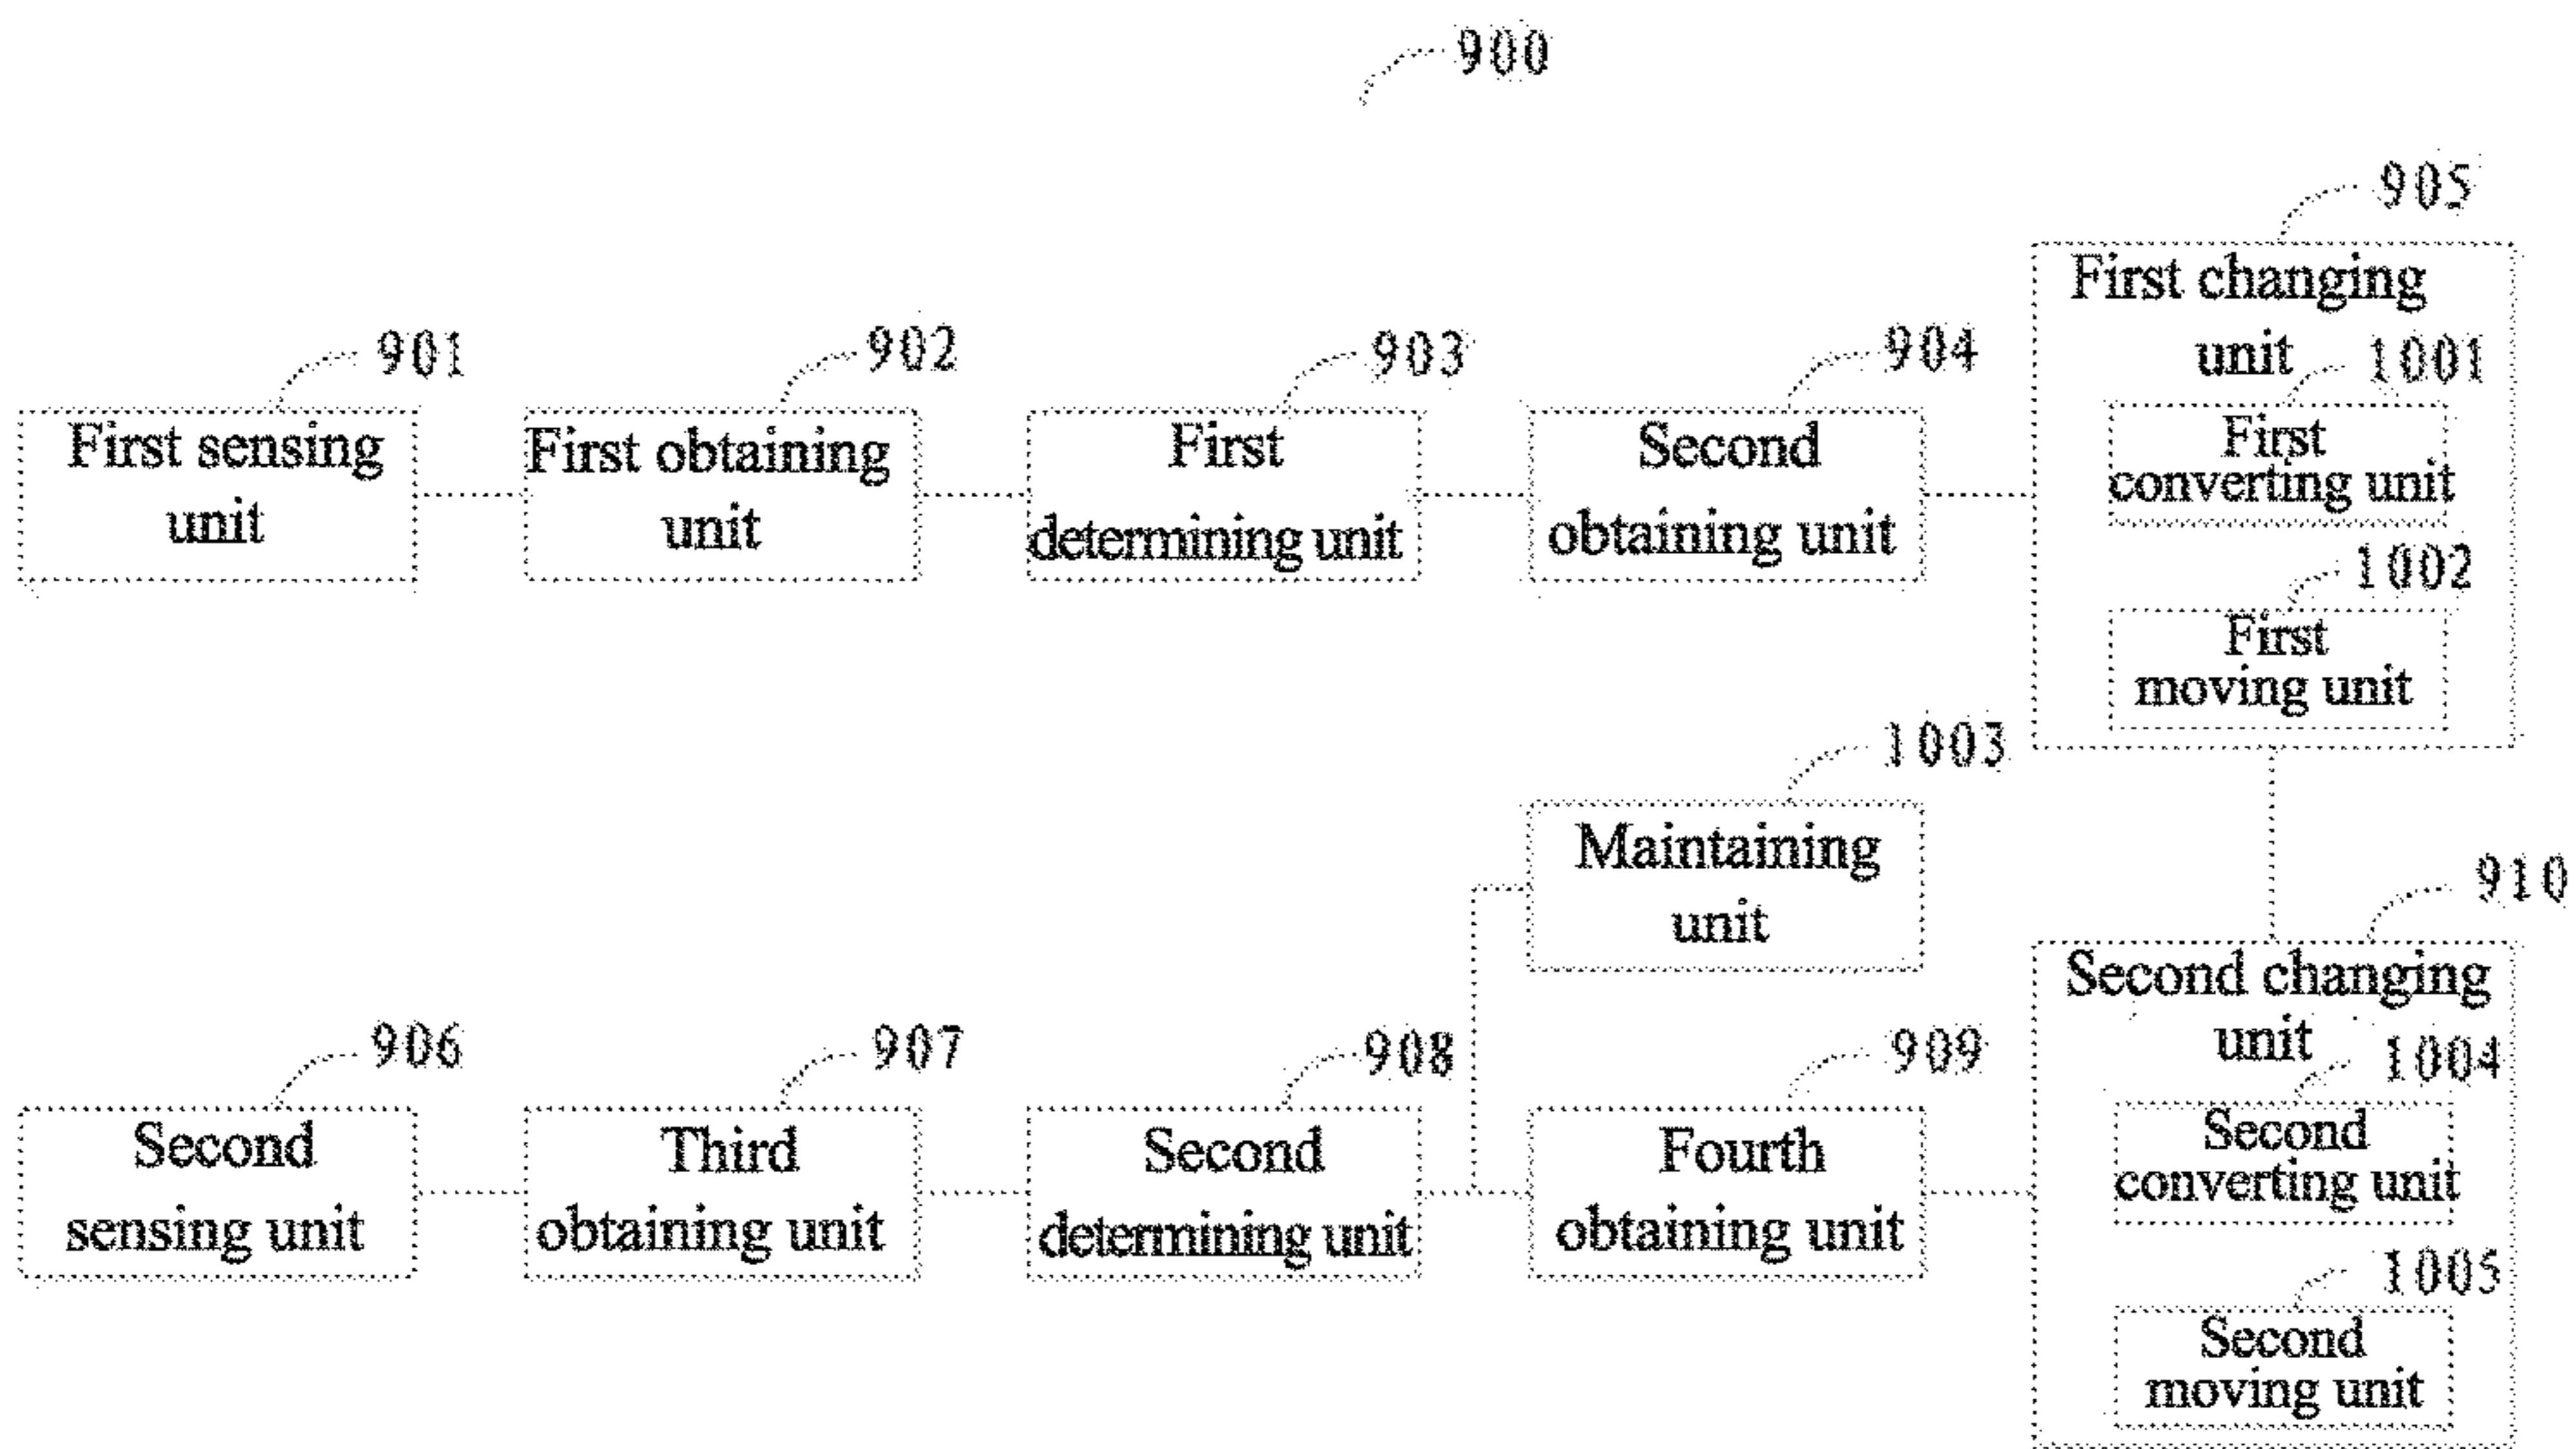 900
905
First changing
unit
901
902
903
904
1001
First sensing
unit
First obtaining
unit
First
determining unit
Second
obtaining unit
First
converting unit
1002
First
moving unit
1003
Maintaining
unit
910
Second changing
unit
906
907
908
909
1004
Second
sensing unit
Third
obtaining unit
Second
determining unit
Fourth
obtaining unit
Second
converting unit
1005
Second
moving unit